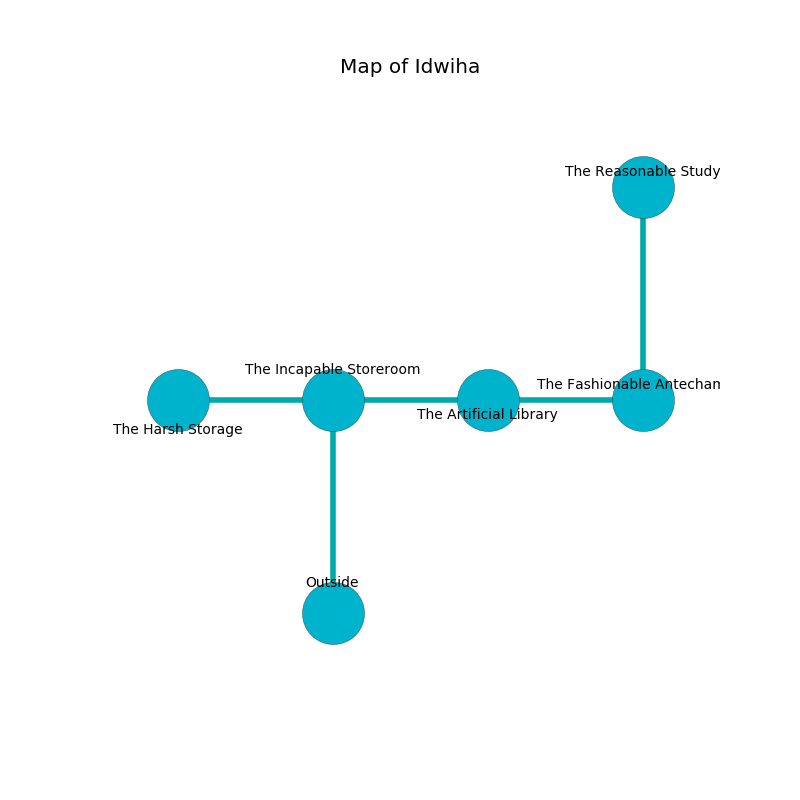 Map of Idwiha
The Reasonable Study
The Incapable Storeroom
The Fashionable Antechan
The Artificial Library
The Harsh Storage
Outside